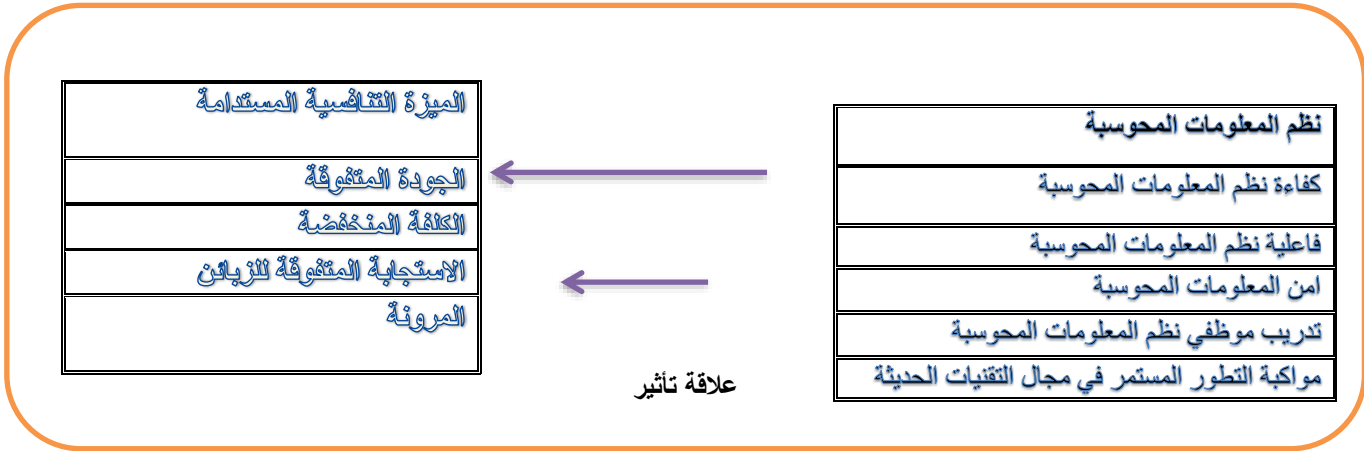 نظم المعلومات المحوسبة
كفاءة نظم المعلومات المحوسبة
فاعلية نظم المعلومات المحوسبة
امن المعلومات المحوسبة
تدريب موظفي نظم المعلومات المحوسبة
مواكبة التطور المستمر في مجال التقنيات الحديثة
علاقة تأثير
الميزة التنافسية المستدامة
الجودة المتفوقة
الكلفة المنخفضة
الاستجابة المتفوقة للزبائن
المرونة